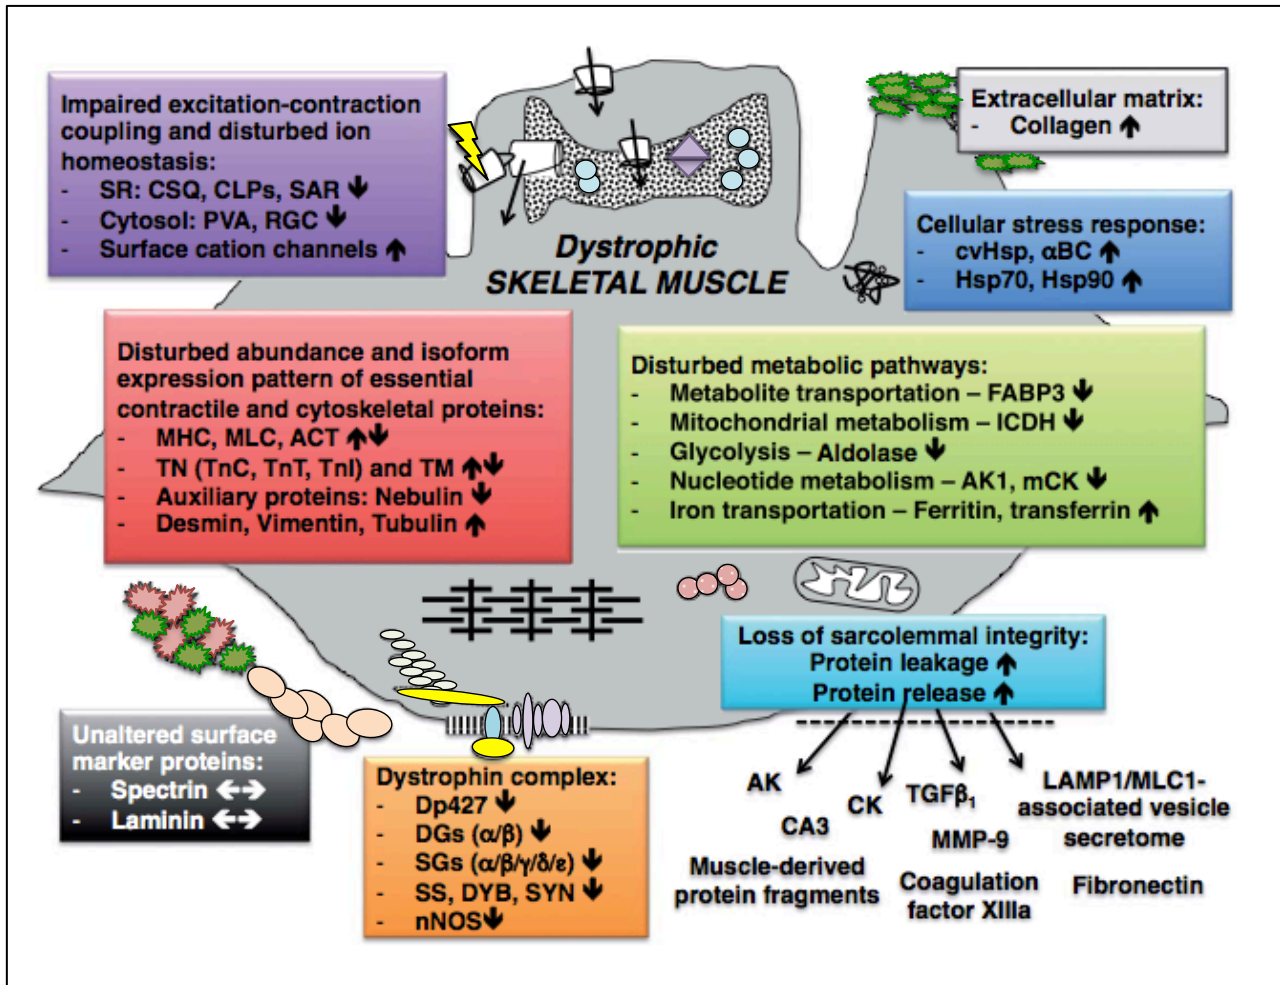 Impaired excitation-contraction
coupling and disturbed ion
homeostasis:
- SR: CSQ, CLPs, SAR 🡻
- Cytosol: PVA, RGC 🡻
- Surface cation channels 🡹
Extracellular matrix:
- Collagen 🡹
Cellular stress response:
- cvHsp, αBC 🡹
- Hsp70, Hsp90 🡹
Dystrophic
SKELETAL MUSCLE
Disturbed abundance and isoform
expression pattern of essential
contractile and cytoskeletal proteins:
- MHC, MLC, ACT 🡹🡻
- TN (TnC, TnT, TnI) and TM 🡹🡻
- Auxiliary proteins: Nebulin 🡻
- Desmin, Vimentin, Tubulin 🡹
Disturbed metabolic pathways:
- Metabolite transportation – FABP3 🡻
- Mitochondrial metabolism – ICDH 🡻
- Glycolysis – Aldolase 🡻
- Nucleotide metabolism – AK1, mCK 🡻
- Iron transportation – Ferritin, transferrin 🡹
Loss of sarcolemmal integrity:
Protein leakage 🡹
Protein release 🡹
Unaltered surface
marker proteins:
- Spectrin 🡸🡺
- Laminin 🡸🡺
Dystrophin complex:
- Dp427 🡻
- DGs (α/β) 🡻
- SGs (α/β/γ/δ/ε) 🡻
- SS, DYB, SYN 🡻
- nNOS🡻
AK
CA3
Muscle-derived
protein fragments
CK
TGFβ₁
MMP-9
Coagulation
factor XIIIa
LAMP1/MLC1-
associated vesicle
secretome
Fibronectin